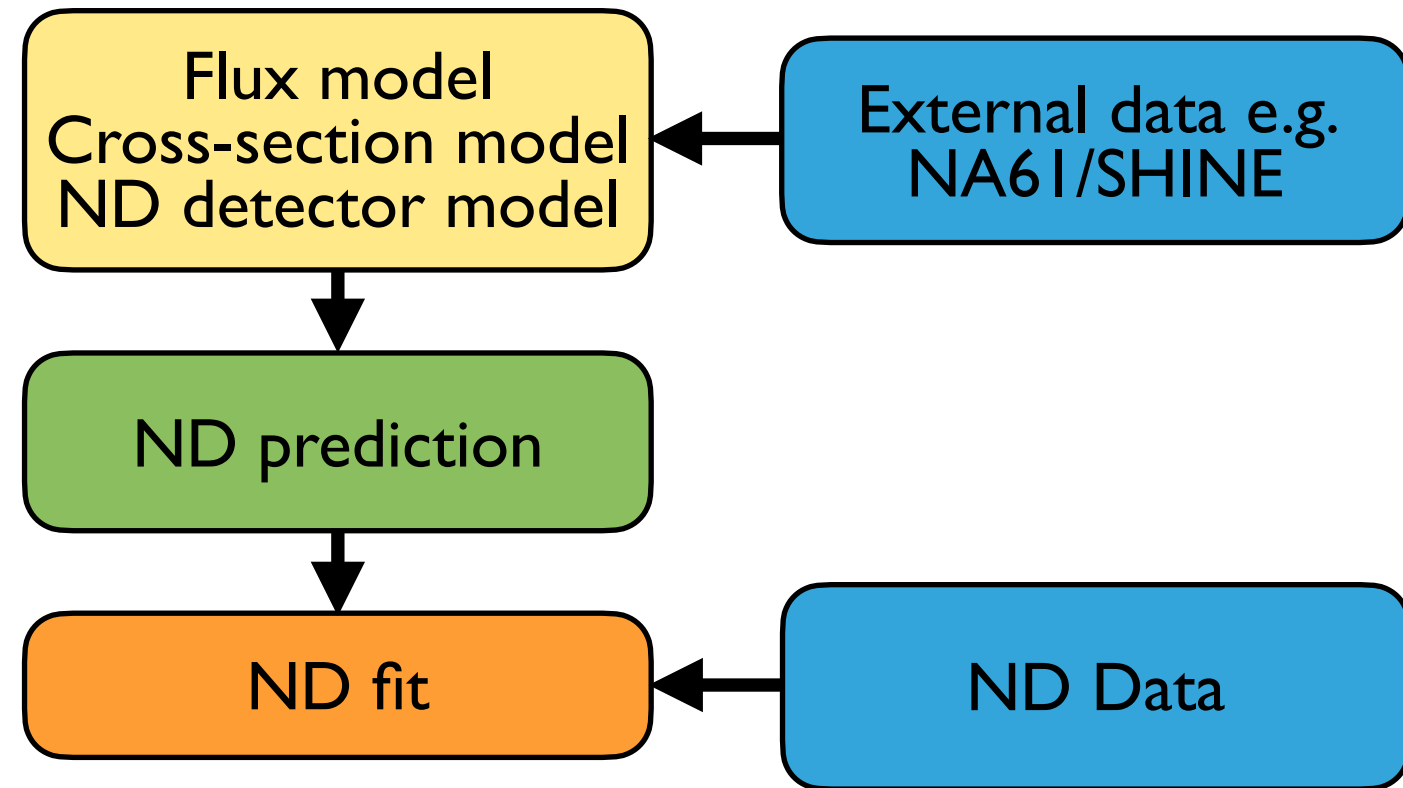 Flux model
Cross-section model
ND detector model
External data e.g.
NA61/SHINE
ND prediction
ND fit
ND Data